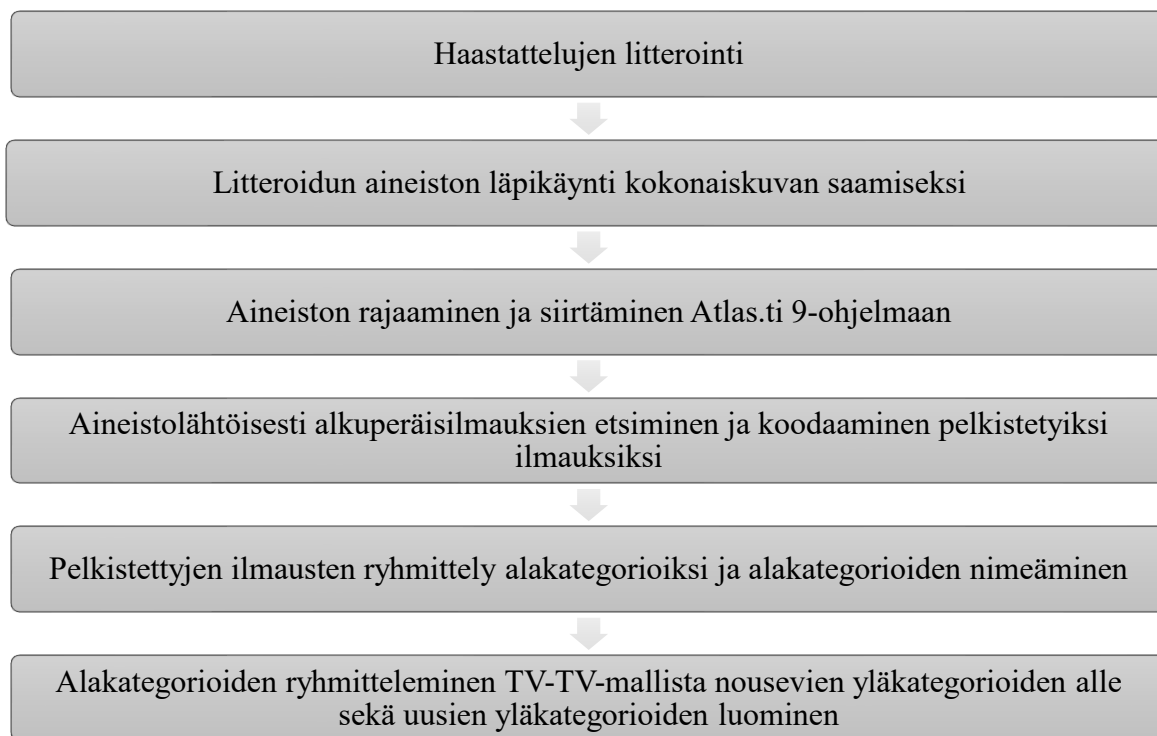 Haastattelujen litterointi
Litteroidun aineiston läpikäynti kokonaiskuvan saamiseksi
Aineiston rajaaminen ja siirtäminen Atlas.ti 9-ohjelmaan
Aineistolähtöisesti alkuperäisilmauksien etsiminen ja koodaaminen pelkistetyiksi
ilmauksiksi
Pelkistettyjen ilmausten ryhmittely alakategorioiksi ja alakategorioiden nimeäminen
Alakategorioiden ryhmitteleminen TV-TV-mallista nousevien yläkategorioiden alle
sekä uusien yläkategorioiden luominen